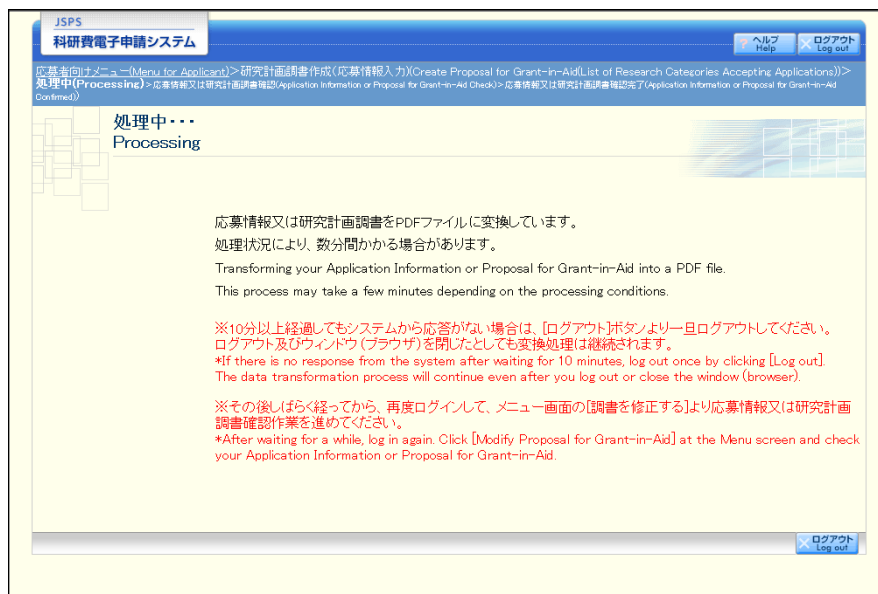 JSPS
科研費電子申請システム
ヘルプ
Help
ログアウト
Log out
応募者向けメニュー(Menu for Applicant)>研究計画調書作成(応募情報入力)(Create Proposal for Grant-in-Aid(List of Research Categories Accepting Applications))>
処理中(Processing)>応募情報又は研究計画調書確認(Application Information or Proposal for Grant-in-Aid Check)>応募情報又は研究計画調書確認完了(Application Information or Proposal for Grant-in-Aid
Confirmed))
処理中・・・
Processing
応募情報又は研究計画調書をPDFファイルに変換しています。
処理状況により、数分間かかる場合があります。
Transforming your Application Information or Proposal for Grant-in-Aid into a PDF file.
This process may take a few minutes depending on the processing conditions.
※10分以上経過してもシステムから応答がない場合は、[ログアウト]ボタンより一旦ログアウトしてください。
ログアウト及びウィンドウ(ブラウザ)を閉じたとしても変換処理は継続されます。
*If there is no response from the system after waiting for 10 minutes, log out once by clicking [Log out].
The data transformation process will continue even after you log out or close the window (browser).
※その後しばらく経ってから、再度ログインして、メニュー画面の[調書を修正する]より応募情報又は研究計画
調書確認作業を進めてください。
*After waiting for a while, log in again. Click [Modify Proposal for Grant-in-Aid] at the Menu screen and check
your Application Information or Proposal for Grant-in-Aid.
ログアウト
Log out